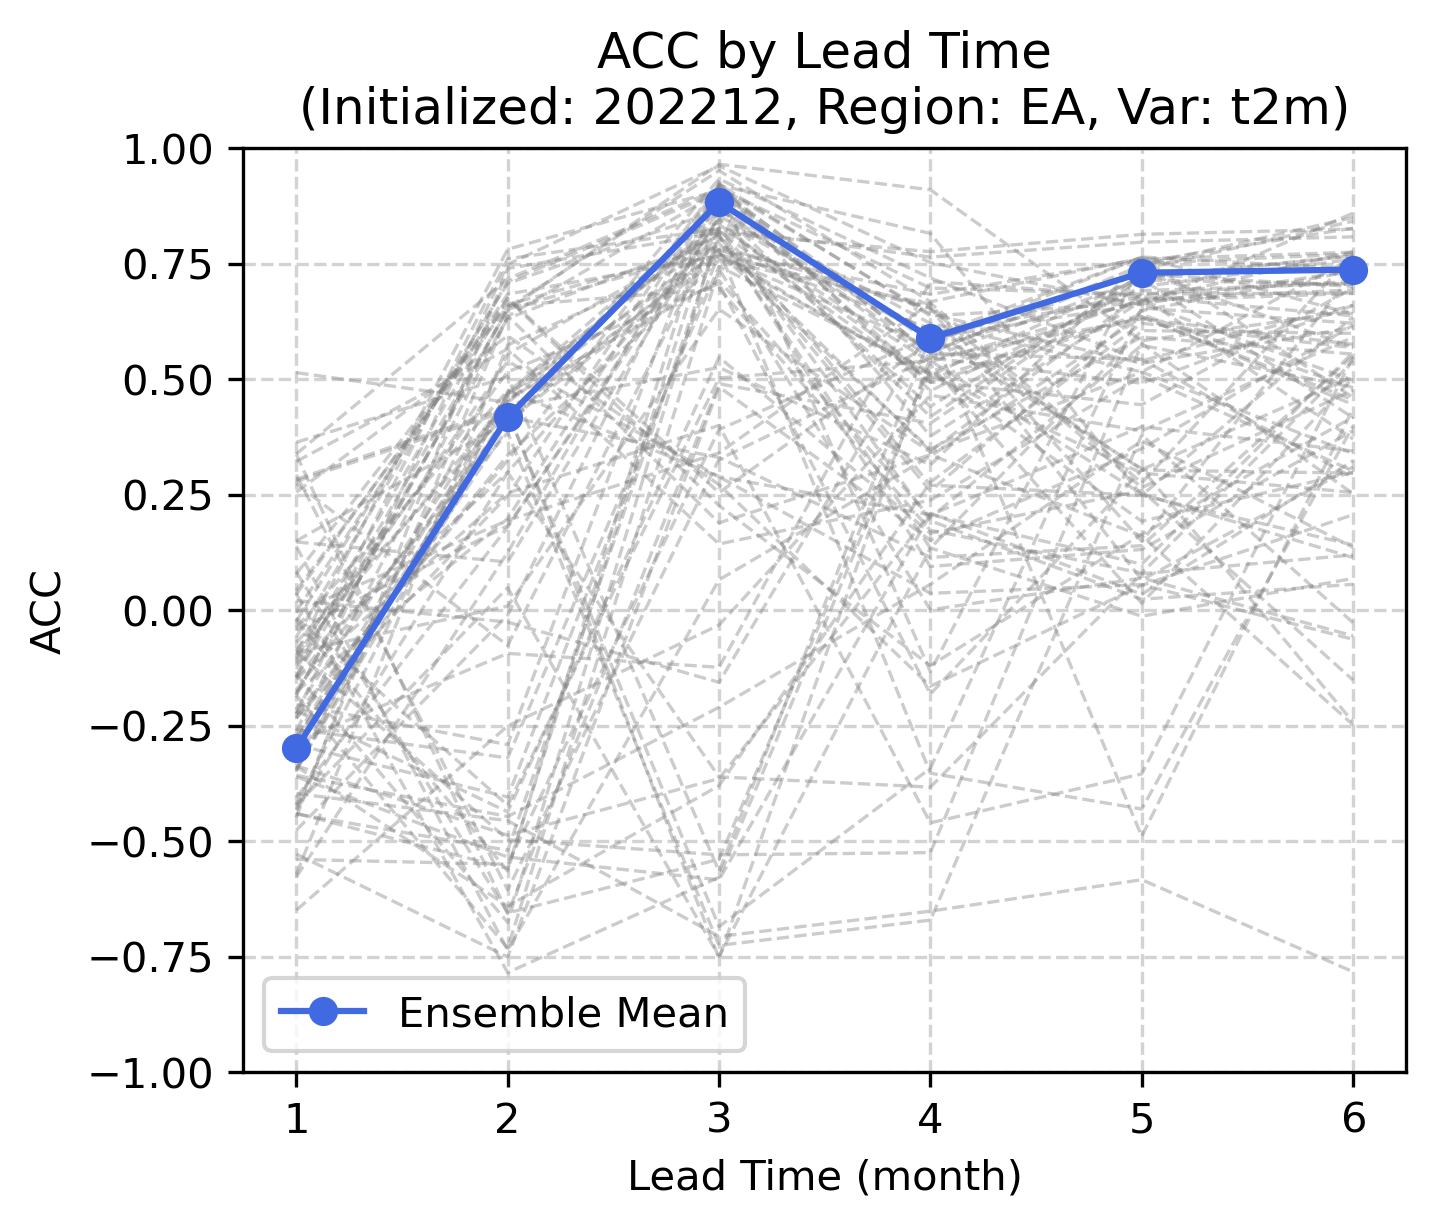 ACC by Lead Time
(Initialized: 202212, Region: EA, Var: t2m)
1.00
0.75
0.50
0.25
0.00
−0.25
−0.50
−0.75
−1.00
ACC
Ensemble Mean
1 2 3 4 5 6
Lead Time (month)